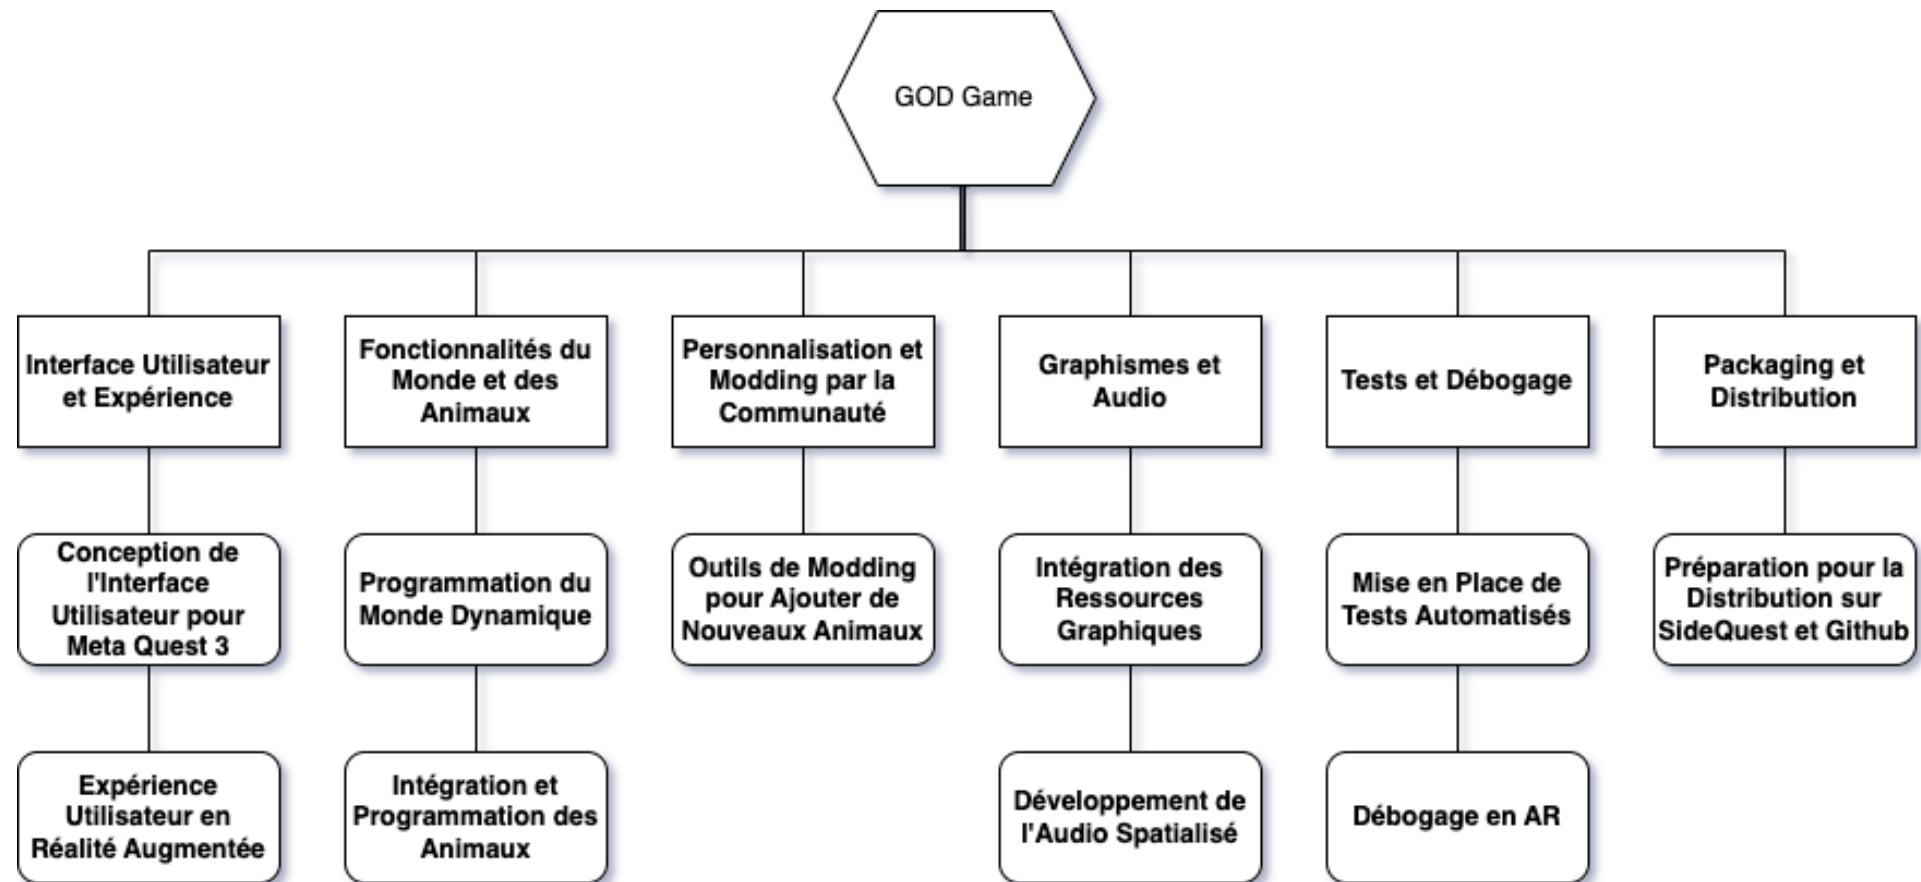 GOD Game
Interface Utilisateur
et Expérience
Fonctionnalités du
Monde et des
Animaux
Personnalisation et
Modding par la
Communauté
Graphismes et
Audio
Tests et Débogage
Packaging et
Distribution
Conception de
l'Interface
Utilisateur pour
Meta Quest 3
Programmation du
Monde Dynamique
Outils de Modding
pour Ajouter de
Nouveaux Animaux
Intégration des
Ressources
Graphiques
Mise en Place de
Tests Automatisés
Préparation pour la
Distribution sur
SideQuest et Github
Expérience
Utilisateur en
Réalité Augmentée
Intégration et
Programmation des
Animaux
Développement de
l'Audio Spatialisé
Débogage en AR